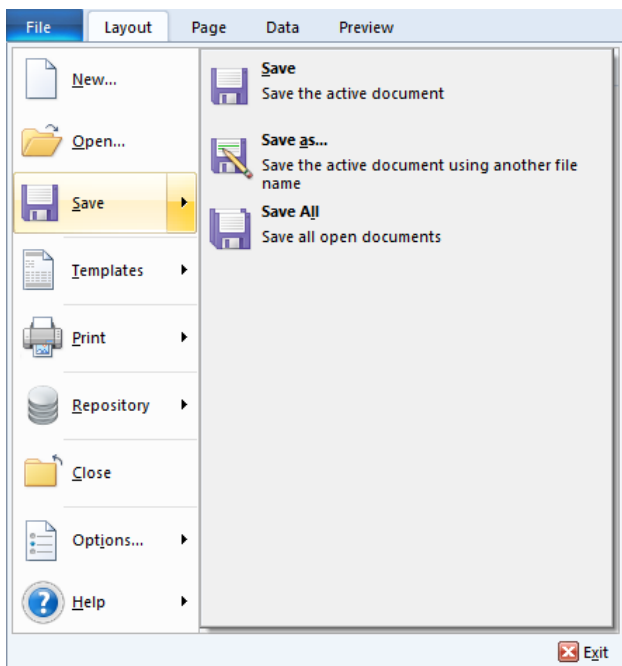 File Layout Page Data Preview
New...
Open...
Save
Templates
Print
Repository
Close
Options...
Help
Save
Save the active document
Save as...
Save the active document using another file
name
Save All
Save all open documents
Exit